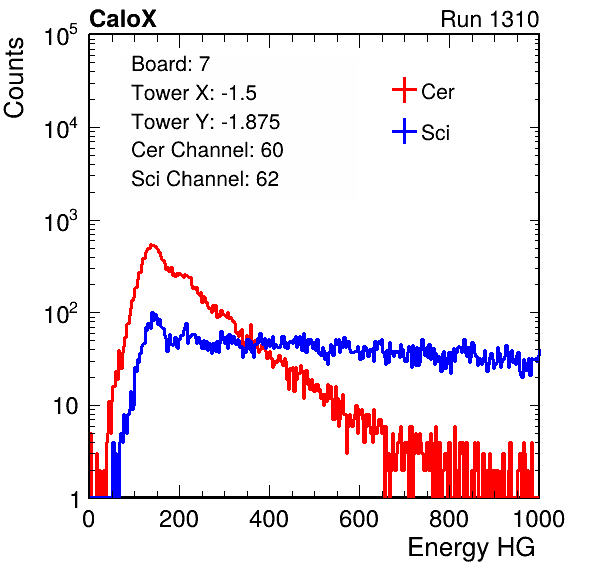 CaloX Run 1310
Counts
10^5
10^4
10^3
10^2
10
1
Board: 7
Tower X: -1.5
Tower Y: -1.875
Cer Channel: 60
Sci Channel: 62
Cer
Sci
0 200 400 600 800 1000
Energy HG